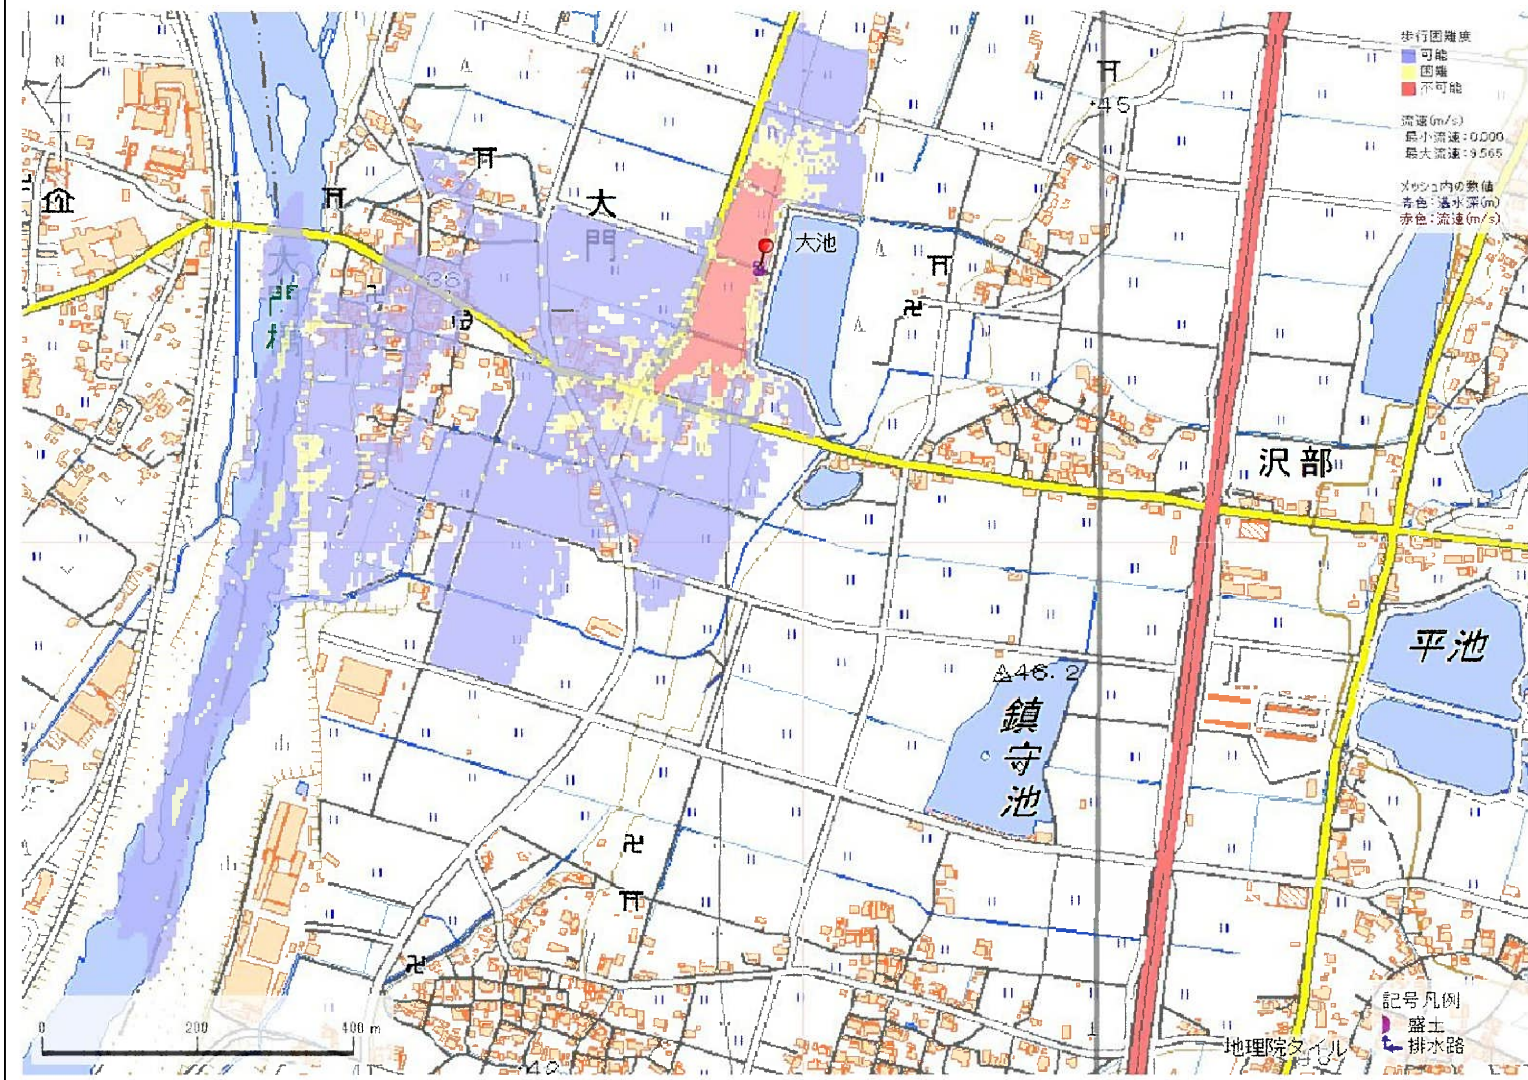 歩行困難度
可能
困難
不可能
流速(m/s)
最小流速:0.000
最大流速:9.565
メッシュ内の数値
青色:湛水深(m)
赤色:流速(m/s)
N
・45
大
門
一
大池
大
門
橋
36
沢部
平池
△46.2
鎮
守
池
0 200 400 m
記号凡例
盛土
排水路
地理院タイル